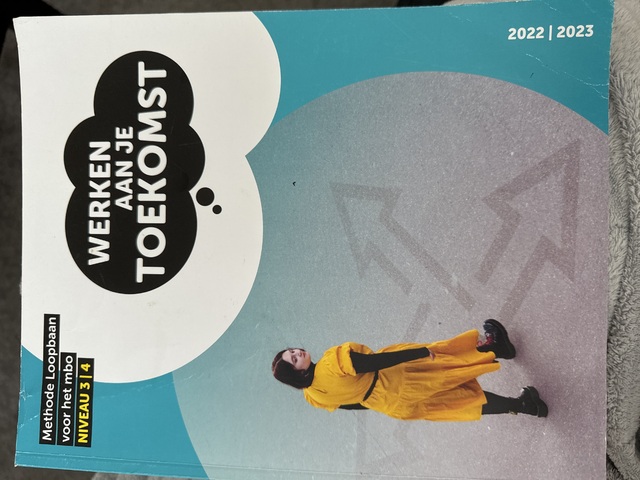 WERKEN
AAN JE
TOEKOMST
2022 | 2023
Methode Loopbaan
voor het mbo
NIVEAU 3 | 4